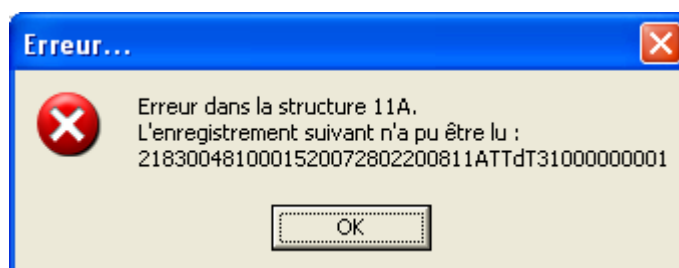 Erreur...
Erreur dans la structure 11A.
L'enregistrement suivant n'a pu être lu :
2183004810001520072802200811ATTdT31000000001
OK